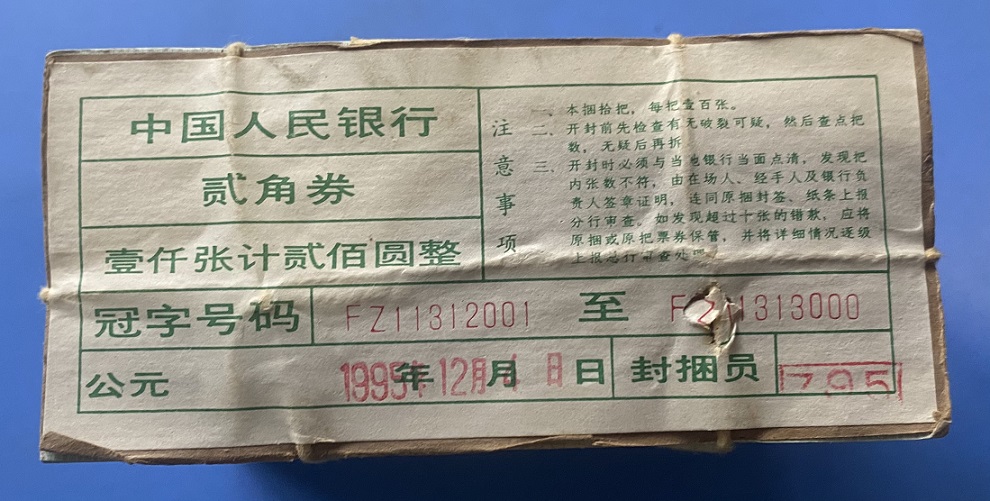 中国人民银行
贰角券
壹仟张计贰佰圆整
注意事项
一、本捆拾把，每把壹百张。
二、开封前先检查有无破裂可疑，然后查点把
数，无疑后再拆
三、开封时必须与当地银行当面点清，发现把
内张数不符，由在场人、经手人及银行负
责人签章证明，连同原捆封签、纸条上报
分行审查。如发现超过十张的错款，应将
原捆或原把票券保管，并将详细情况逐级
上报总行审查处理
冠字号码 FZ11312001 至 FZ11313000
公元 1995年12月 日 封捆员 795